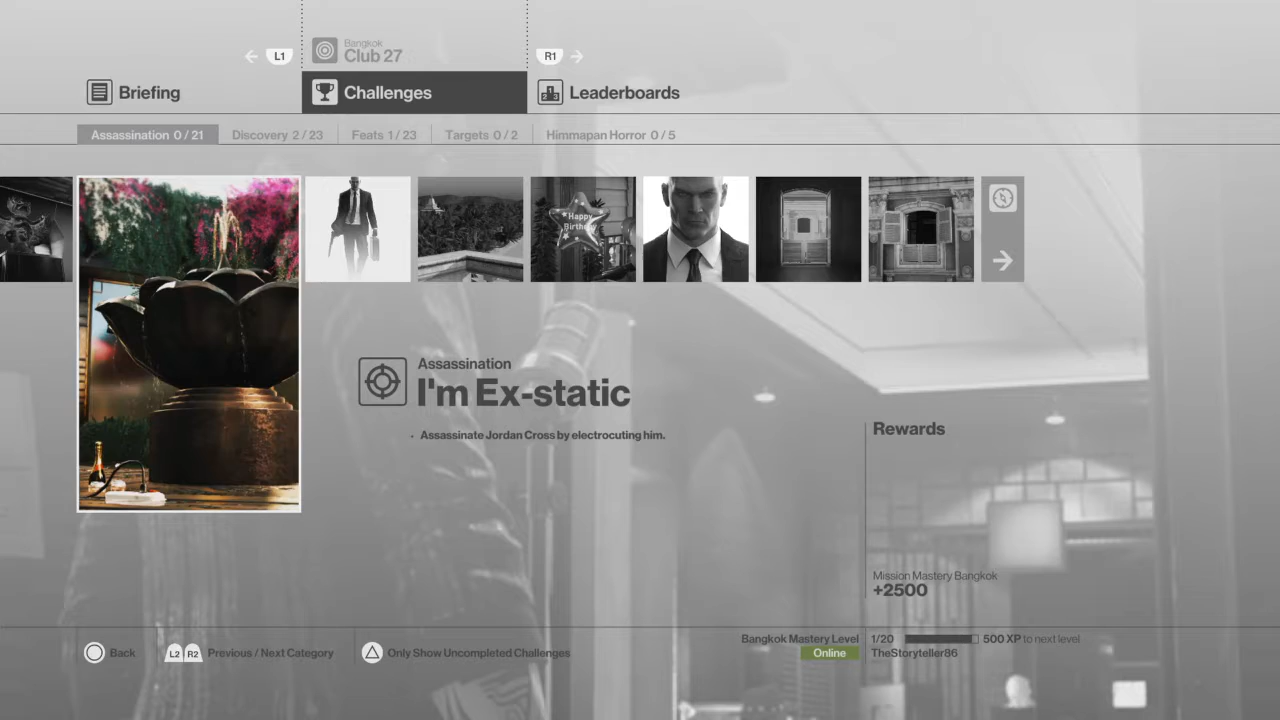 Bangkok
Club 27
L1
R1
Briefing
Challenges
Leaderboards
Assassination 0 / 21
Discovery 2 / 23
Feats 1 / 23
Targets 0 / 2
Himmapan Horror 0 / 5
Happy
Birthday
Assassination
I'm Ex-static
· Assassinate Jordan Cross by electrocuting him.
Rewards
Mission Mastery Bangkok
+2500
Back
L2 R2 Previous / Next Category
Only Show Uncompleted Challenges
Bangkok Mastery Level 1/20 500 XP to next level
Online TheStoryteller86